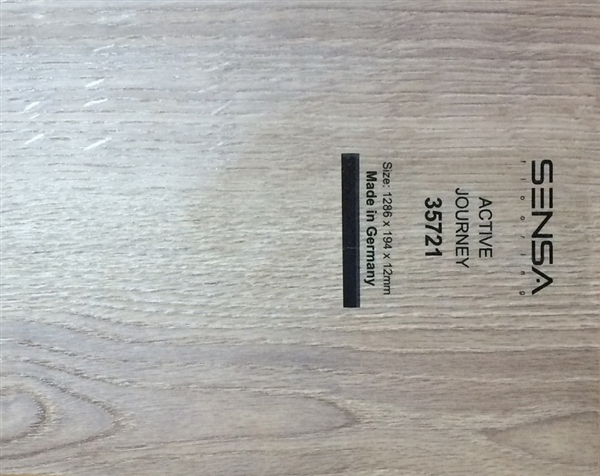 SENSA
flooring
ACTIVE
JOURNEY
35721
Size: 1286 x 194 x 12mm
Made in Germany